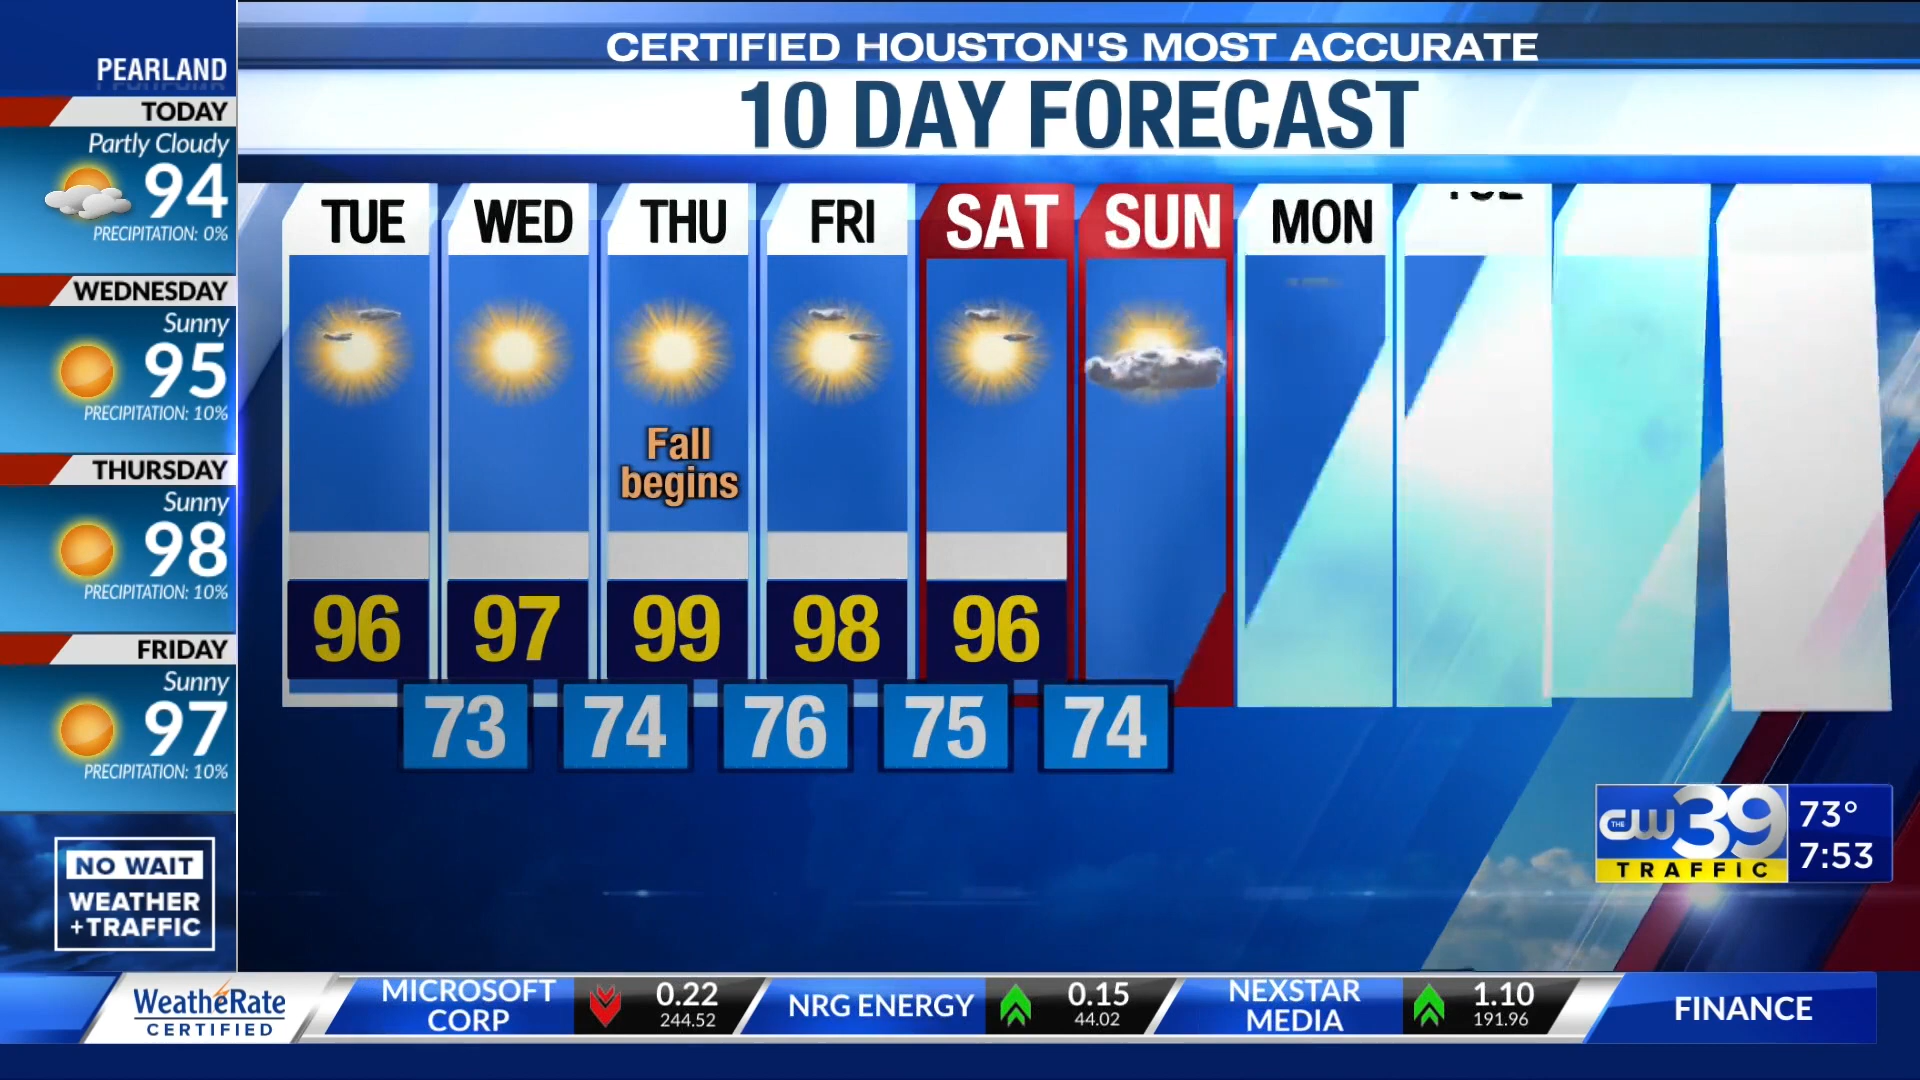 PEARLAND
TODAY
Partly Cloudy
94
PRECIPITATION: 0%
WEDNESDAY
Sunny
95
PRECIPITATION: 10%
THURSDAY
Sunny
98
PRECIPITATION: 10%
FRIDAY
Sunny
97
PRECIPITATION: 10%
NO WAIT
WEATHER
+TRAFFIC
CERTIFIED HOUSTON'S MOST ACCURATE
10 DAY FORECAST
TUE WED THU FRI SAT SUN MON
Fall
begins
96 97 99 98 96
73 74 76 75 74
THE CW 39
TRAFFIC
73°
7:53
WeatheRate
CERTIFIED
MICROSOFT
CORP
0.22
244.52
NRG ENERGY
0.15
44.02
NEXSTAR
MEDIA
1.10
191.96
FINANCE